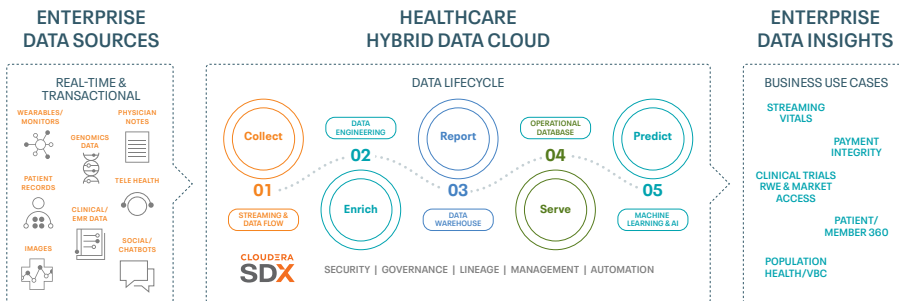 ENTERPRISE
DATA SOURCES
REAL-TIME &
TRANSACTIONAL
WEARABLES/
MONITORS
PHYSICIAN
NOTES
GENOMICS
DATA
PATIENT
RECORDS
TELE HEALTH
CLINICAL/
EMR DATA
IMAGES
SOCIAL/
CHATBOTS
HEALTHCARE
HYBRID DATA CLOUD
DATA LIFECYCLE
Collect
01
STREAMING &
DATA FLOW
DATA
ENGINEERING
02
Enrich
Report
03
DATA
WAREHOUSE
OPERATIONAL
DATABASE
04
Serve
Predict
05
MACHINE
LEARNING & AI
CLOUDERA
SDX
SECURITY | GOVERNANCE | LINEAGE | MANAGEMENT | AUTOMATION
ENTERPRISE
DATA INSIGHTS
BUSINESS USE CASES
STREAMING
VITALS
PAYMENT
INTEGRITY
CLINICAL TRIALS
RWE & MARKET
ACCESS
PATIENT/
MEMBER 360
POPULATION
HEALTH/VBC